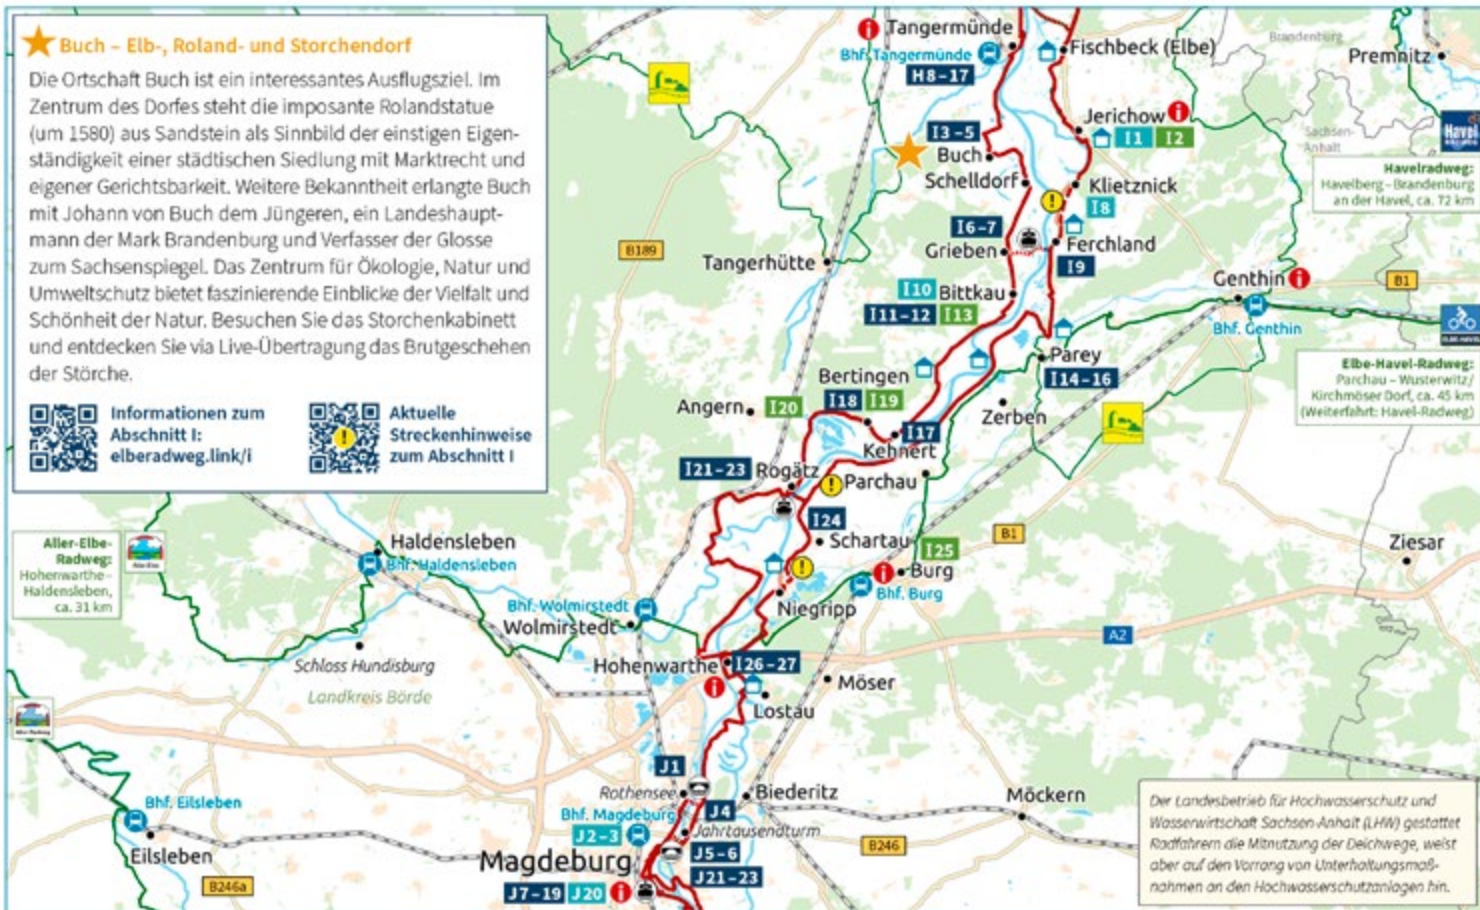 Buch – Elb-, Roland- und Storchendorf
Die Ortschaft Buch ist ein interessantes Ausflugsziel. Im
Zentrum des Dorfes steht die imposante Rolandstatue
(um 1580) aus Sandstein als Sinnbild der einstigen Eigen-
ständigkeit einer städtischen Siedlung mit Marktrecht und
eigener Gerichtsbarkeit. Weitere Bekanntheit erlangte Buch
mit Johann von Buch dem Jüngeren, ein Landeshaupt-
mann der Mark Brandenburg und Verfasser der Glosse
zum Sachsenspiegel. Das Zentrum für Ökologie, Natur und
Umweltschutz bietet faszinierende Einblicke der Vielfalt und
Schönheit der Natur. Besuchen Sie das Storchenkabinett
und entdecken Sie via Live-Übertragung das Brutgeschehen
der Störche.
Informationen zum
Abschnitt I:
elberadweg.link/i
Aktuelle
Streckenhinweise
zum Abschnitt I
Tangermünde
Bhf. Tangermünde
H8–17
Fischbeck (Elbe)
Brandenburg
Premnitz
Jerichow
I1 I2
Sachsen-
Anhalt
Havel
I3–5
Buch
Schelldorf
Klietznick
I8
Havelradweg:
Havelberg – Brandenburg
an der Havel, ca. 72 km
I6–7
Grieben
Ferchland
I9
B189
Tangerhütte
I10
Bittkau
I11–12 I13
Genthin
Bhf. Genthin
B1
Parey
I14–16
Elbe-Havel-Radweg:
Parchau – Wusterwitz/
Kirchmöser Dorf, ca. 45 km
(Weiterfahrt: Havel-Radweg)
Bertingen
I18 I19
Angern
I20
Zerben
I17
Kehnert
I21–23
Rogätz
Parchau
I24
Schartau
I25
B1
Burg
Bhf. Burg
Ziesar
Aller-Elbe-
Radweg:
Hohenwarthe –
Haldensleben,
ca. 31 km
Haldensleben
Bhf. Haldensleben
Bhf. Wolmirstedt
Wolmirstedt
Niegripp
A2
Schloss Hundisburg
Landkreis Börde
Hohenwarthe
I26–27
Möser
Lostau
J1
Rothensee
Biederitz
Möckern
Bhf. Magdeburg
J4
J2–3
Jahrtausendturm
Magdeburg
J5–6
J21–23
J7–19 J20
B246
Bhf. Eilsleben
Eilsleben
B246a
Der Landesbetrieb für Hochwasserschutz und
Wasserwirtschaft Sachsen-Anhalt (LHW) gestattet
Radfahrern die Mitnutzung der Deichwege, weist
aber auf den Vorrang von Unterhaltungsmaß-
nahmen an den Hochwasserschutzanlagen hin.